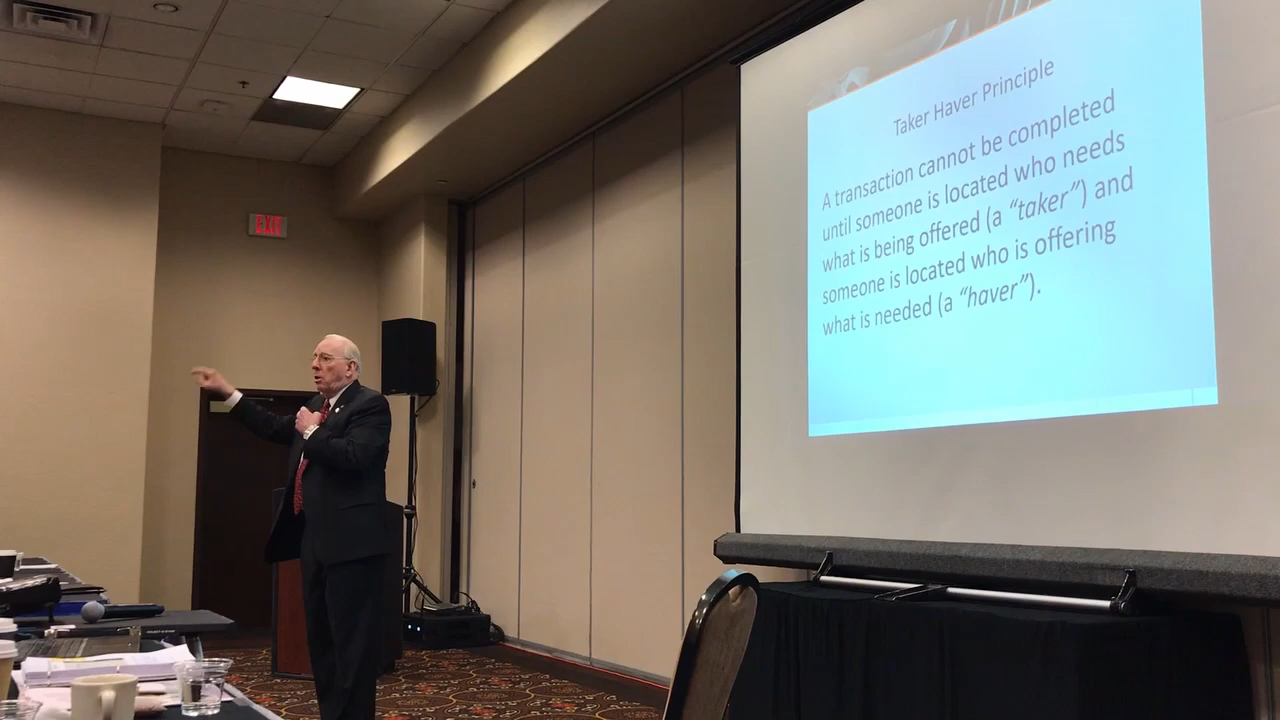 EXIT
Taker Haver Principle
A transaction cannot be completed
until someone is located who needs
what is being offered (a “taker”) and
someone is located who is offering
what is needed (a “haver”).